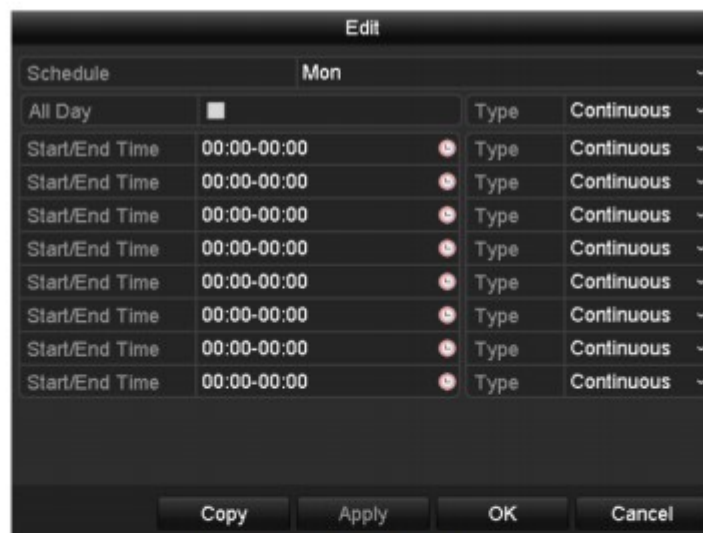 Edit
Schedule Mon
All Day Type Continuous
Start/End Time 00:00-00:00 Type Continuous
Start/End Time 00:00-00:00 Type Continuous
Start/End Time 00:00-00:00 Type Continuous
Start/End Time 00:00-00:00 Type Continuous
Start/End Time 00:00-00:00 Type Continuous
Start/End Time 00:00-00:00 Type Continuous
Start/End Time 00:00-00:00 Type Continuous
Start/End Time 00:00-00:00 Type Continuous
Copy Apply OK Cancel